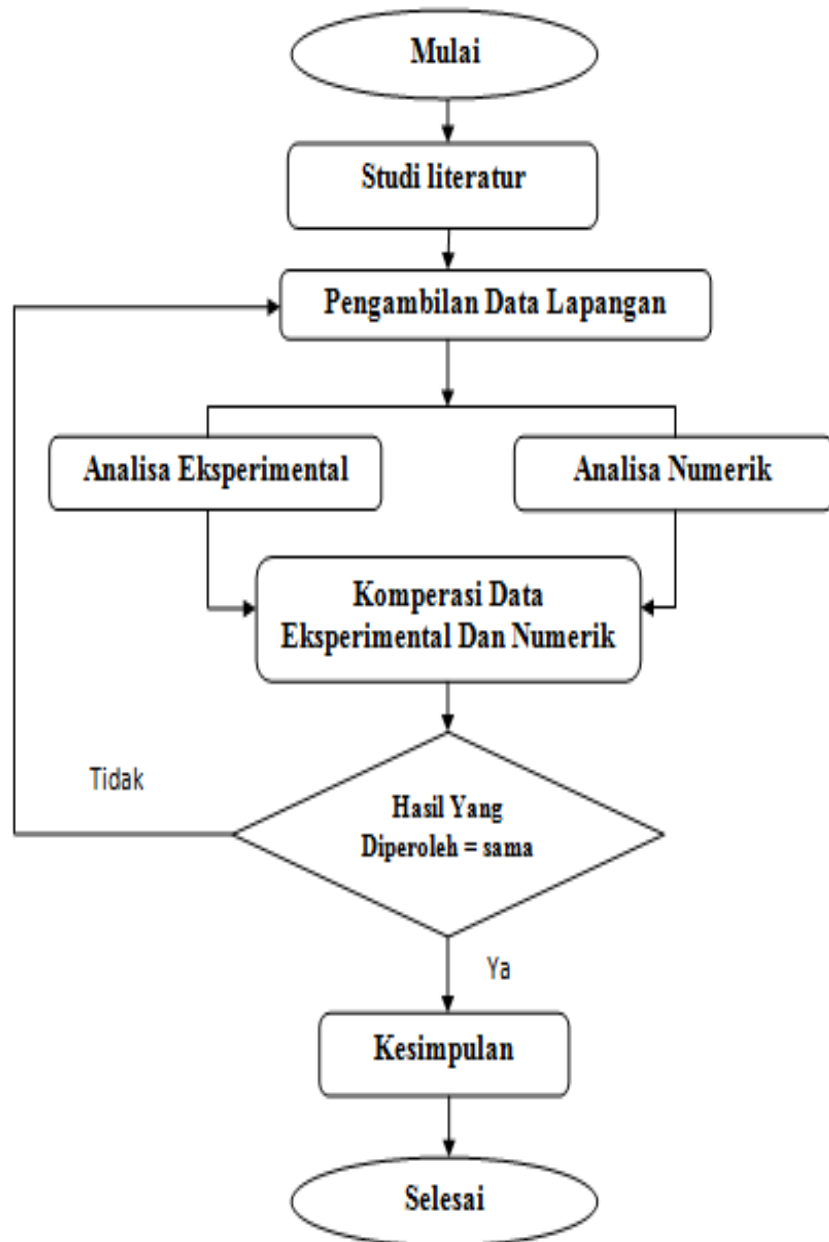 Mulai
Studi literatur
Pengambilan Data Lapangan
Analisa Eksperimental
Analisa Numerik
Komperasi Data
Eksperimental Dan Numerik
Tidak
Hasil Yang
Diperoleh = sama
Ya
Kesimpulan
Selesai